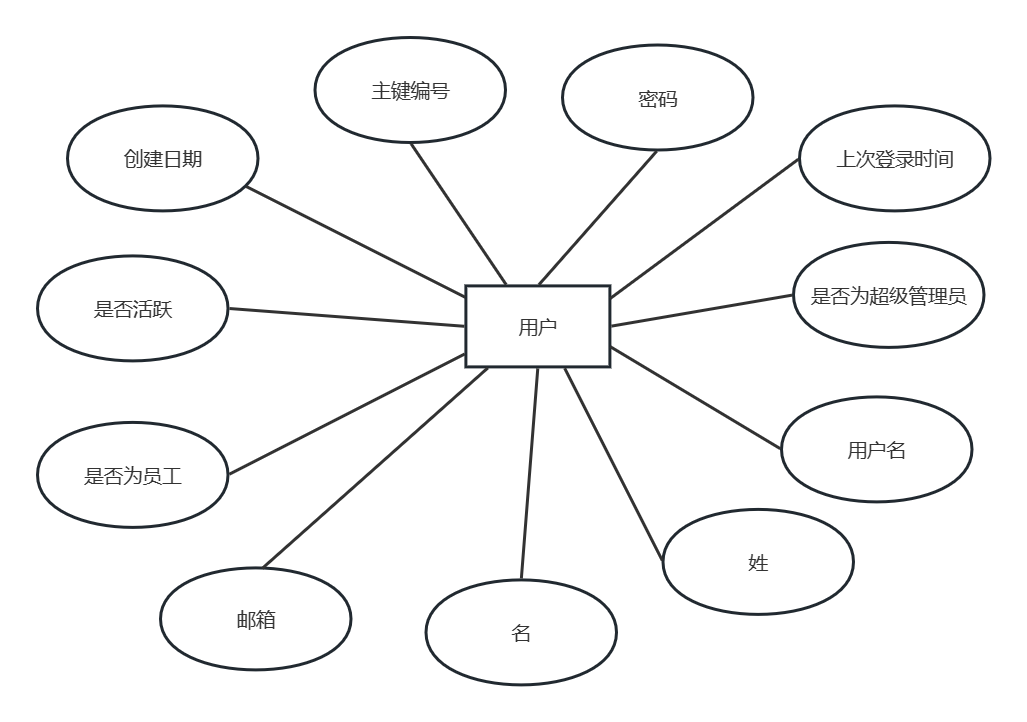 主键编号
密码
创建日期
上次登录时间
是否活跃
是否为超级管理员
用户
是否为员工
用户名
邮箱
名
姓